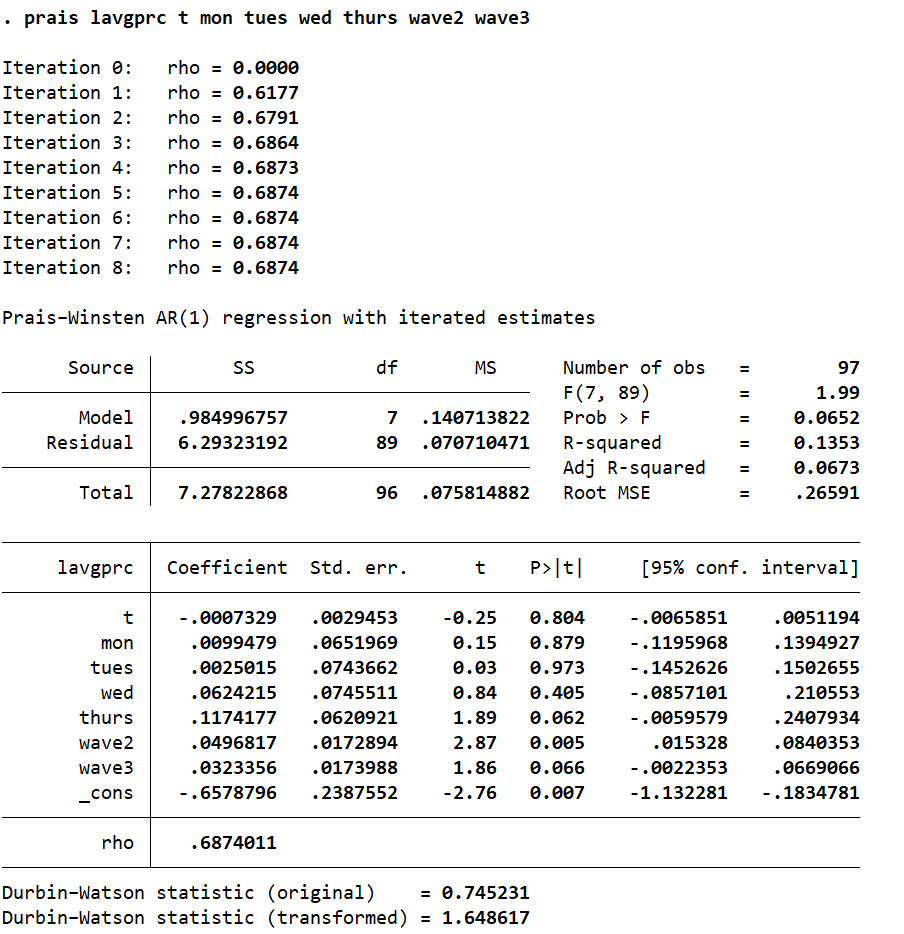 . prais lavgprc t mon tues wed thurs wave2 wave3
Iteration 0: rho = 0.0000
Iteration 1: rho = 0.6177
Iteration 2: rho = 0.6791
Iteration 3: rho = 0.6864
Iteration 4: rho = 0.6873
Iteration 5: rho = 0.6874
Iteration 6: rho = 0.6874
Iteration 7: rho = 0.6874
Iteration 8: rho = 0.6874
Prais–Winsten AR(1) regression with iterated estimates
Source SS df MS Number of obs = 97
F(7, 89) = 1.99
Model .984996757 7 .140713822 Prob > F = 0.0652
Residual 6.29323192 89 .070710471 R-squared = 0.1353
Adj R-squared = 0.0673
Total 7.27822868 96 .075814882 Root MSE = .26591
lavgprc Coefficient Std. err. t P>|t| [95% conf. interval]
t -.0007329 .0029453 -0.25 0.804 -.0065851 .0051194
mon .0099479 .0651969 0.15 0.879 -.1195968 .1394927
tues .0025015 .0743662 0.03 0.973 -.1452626 .1502655
wed .0624215 .0745511 0.84 0.405 -.0857101 .210553
thurs .1174177 .0620921 1.89 0.062 -.0059579 .2407934
wave2 .0496817 .0172894 2.87 0.005 .015328 .0840353
wave3 .0323356 .0173988 1.86 0.066 -.0022353 .0669066
_cons -.6578796 .2387552 -2.76 0.007 -1.132281 -.1834781
rho .6874011
Durbin–Watson statistic (original) = 0.745231
Durbin–Watson statistic (transformed) = 1.648617